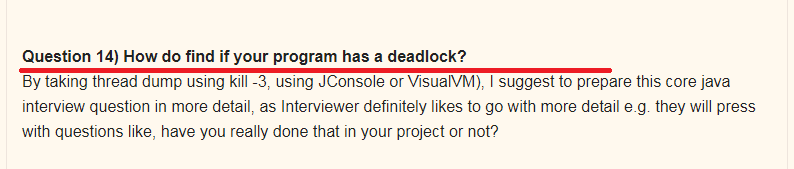 Question 14) How do find if your program has a deadlock?
By taking thread dump using kill -3, using JConsole or VisualVM), I suggest to prepare this core java
interview question in more detail, as Interviewer definitely likes to go with more detail e.g. they will press
with questions like, have you really done that in your project or not?